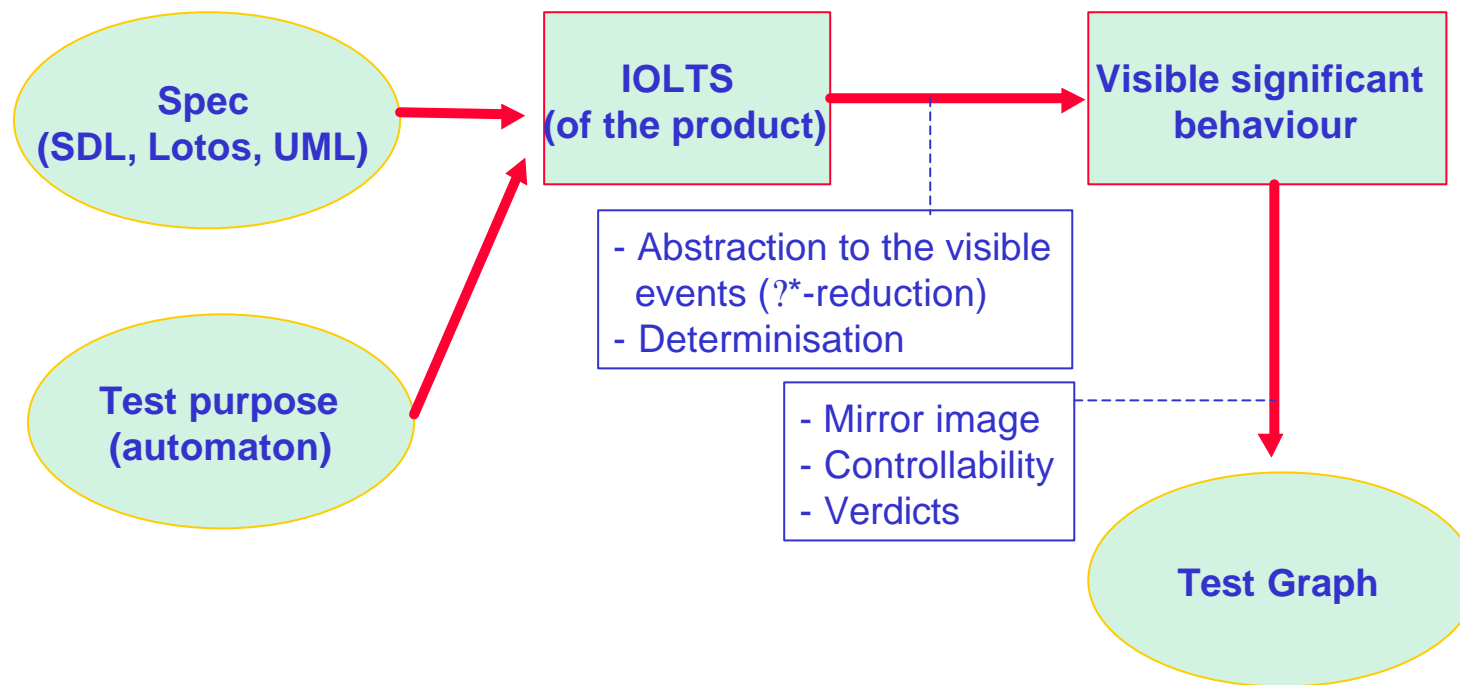 Spec
(SDL, Lotos, UML)
IOLTS
(of the product)
Visible significant
behaviour
- Abstraction to the visible
events (?*-reduction)
- Determinisation
Test purpose
(automaton)
- Mirror image
- Controllability
- Verdicts
Test Graph